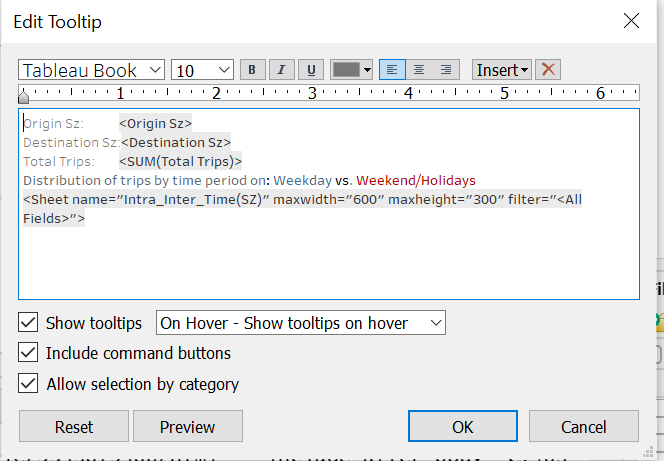 Edit Tooltip
Tableau Book 10 B I U Insert
1 2 3 4 5 6
Origin Sz: <Origin Sz>
Destination Sz:<Destination Sz>
Total Trips: <SUM(Total Trips)>
Distribution of trips by time period on: Weekday vs. Weekend/Holidays
<Sheet name="Intra_Inter_Time(SZ)" maxwidth="600" maxheight="300" filter="<All
Fields>">
Show tooltips On Hover - Show tooltips on hover
Include command buttons
Allow selection by category
Reset Preview OK Cancel